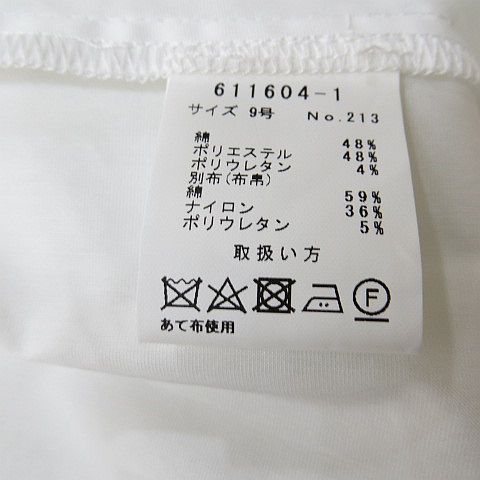 611604-1
サイズ 9号 No.213
綿 48%
ポリエステル 48%
ポリウレタン 4%
別布(布帛)
綿 59%
ナイロン 36%
ポリウレタン 5%
取扱い方
F
あて布使用